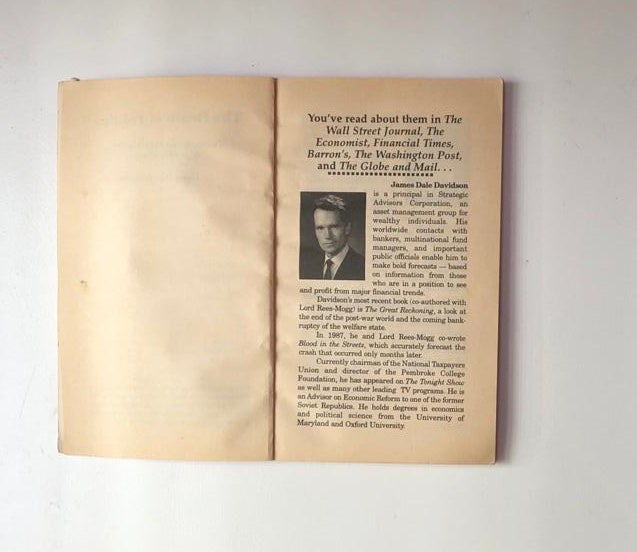 You've read about them in The
Wall Street Journal, The
Economist, Financial Times,
Barron's, The Washington Post,
and The Globe and Mail. . .
James Dale Davidson
is a principal in Strategic
Advisors Corporation, an
asset management group for
wealthy individuals. His
worldwide contacts with
bankers, multinational fund
managers, and important
public officials enable him to
make bold forecasts — based
on information from those
who are in a position to see
and profit from major financial trends.
Davidson's most recent book (co-authored with
Lord Rees-Mogg) is The Great Reckoning, a look at
the end of the post-war world and the coming bank-
ruptcy of the welfare state.
In 1987, he and Lord Rees-Mogg co-wrote
Blood in the Streets, which accurately forecast the
crash that occurred only months later.
Currently chairman of the National Taxpayers
Union and director of the Pembroke College
Foundation, he has appeared on The Tonight Show
as well as many other leading TV programs. He is
an Advisor on Economic Reform to one of the former
Soviet Republics. He holds degrees in economics
and political science from the University of
Maryland and Oxford University.